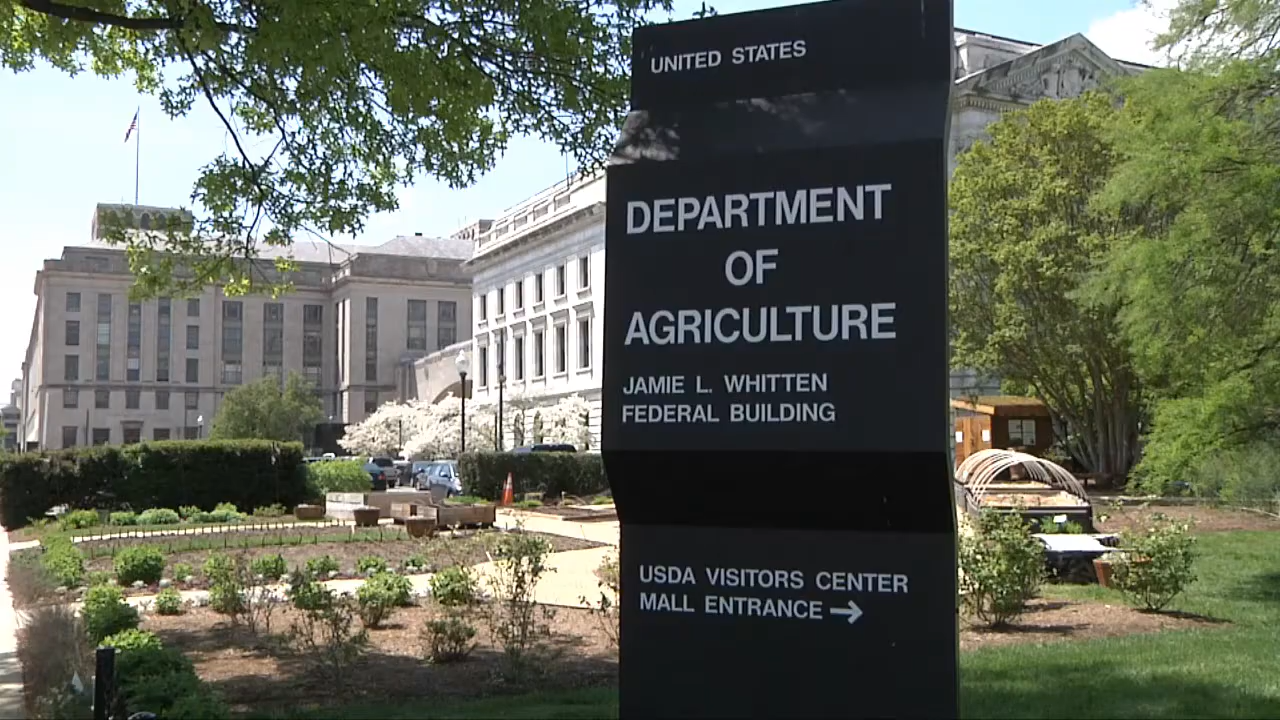 UNITED STATES
DEPARTMENT
OF
AGRICULTURE
JAMIE L. WHITTEN
FEDERAL BUILDING
USDA VISITORS CENTER
MALL ENTRANCE →